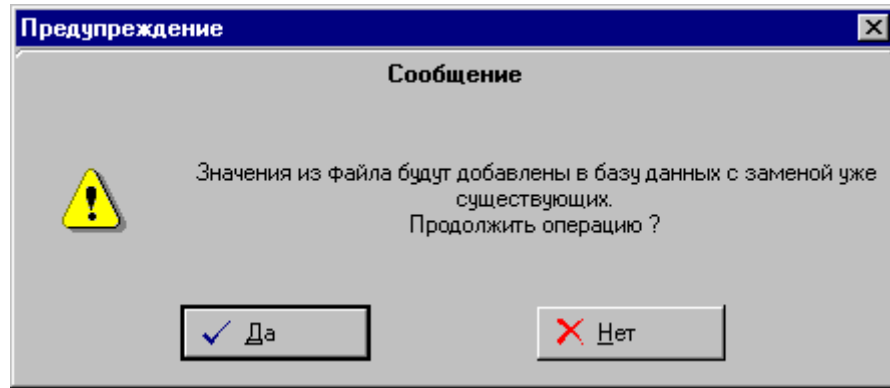 Предупреждение
Сообщение
Значения из файла будут добавлены в базу данных с заменой уже
существующих.
Продолжить операцию ?
Да
Нет